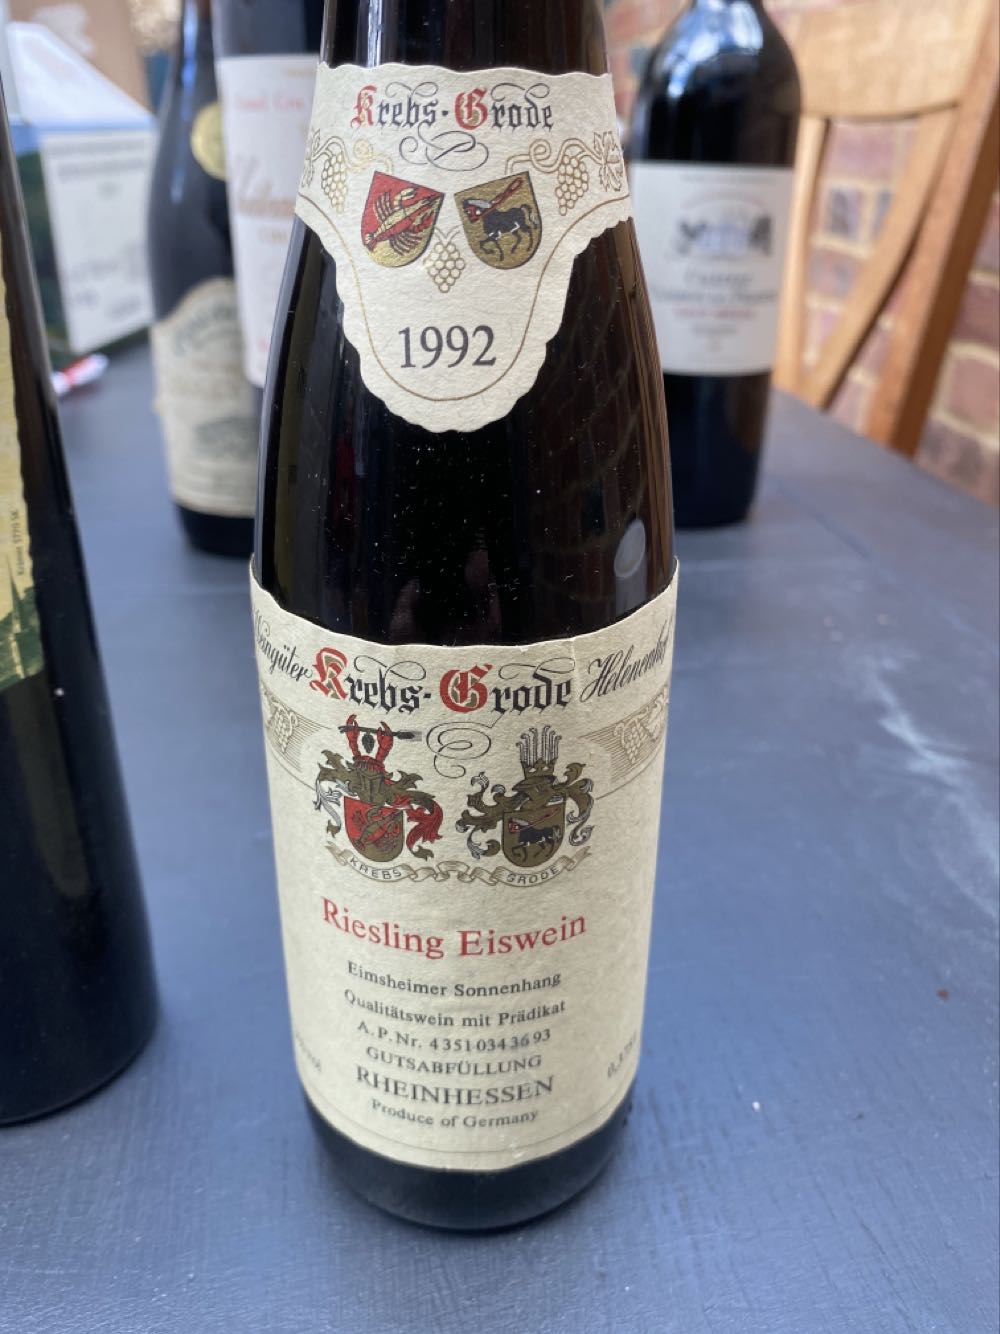 Krebs-Grode
1992
Weingüter Krebs-Grode Helenenhof
KREBS GRODE
Riesling Eiswein
Eimsheimer Sonnenhang
Qualitätswein mit Prädikat
A.P.Nr. 4 351 034 36 93
GUTSABFÜLLUNG
RHEINHESSEN
Produce of Germany